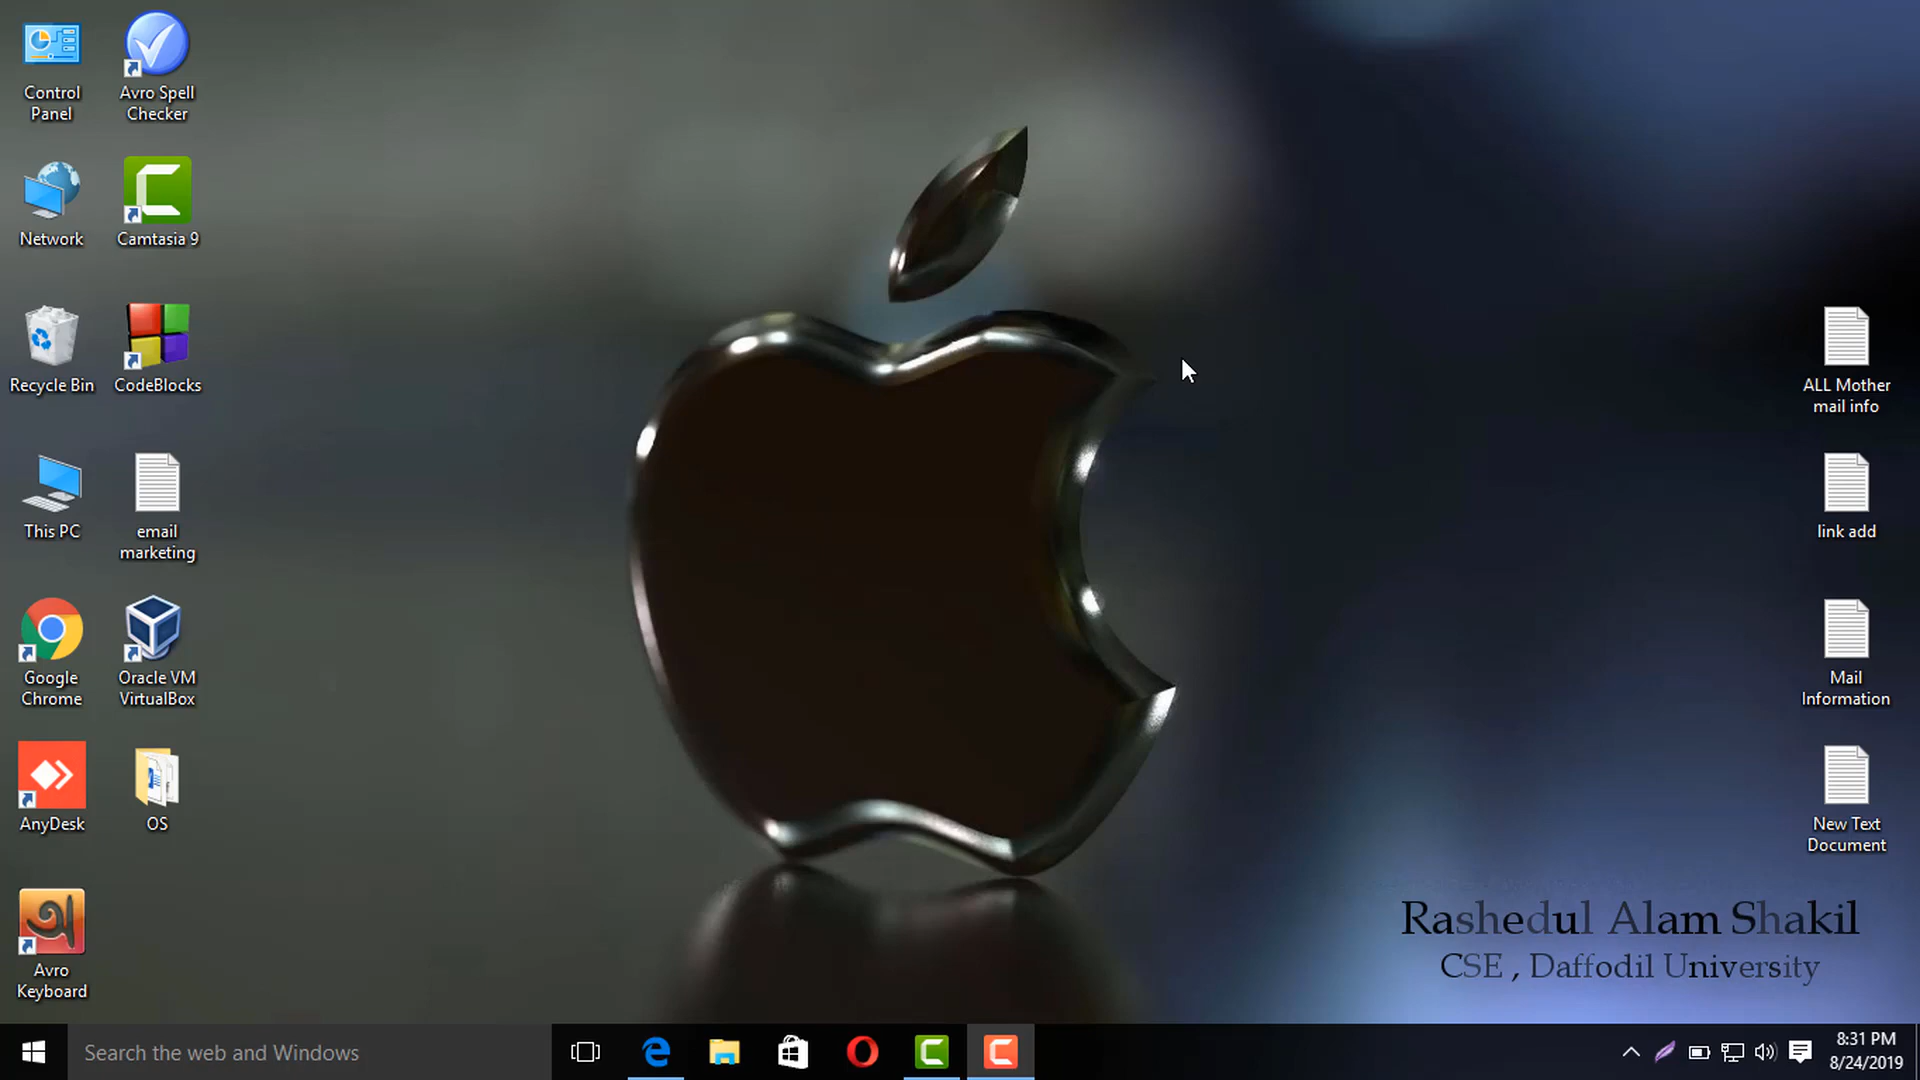 Control
Panel
Avro Spell
Checker
Network
Camtasia 9
Recycle Bin
CodeBlocks
This PC
email
marketing
Google
Chrome
Oracle VM
VirtualBox
AnyDesk
OS
অ
Avro
Keyboard
ALL Mother
mail info
link add
Mail
Information
New Text
Document
Rashedul Alam Shakil
CSE , Daffodil University
Search the web and Windows
8:31 PM
8/24/2019